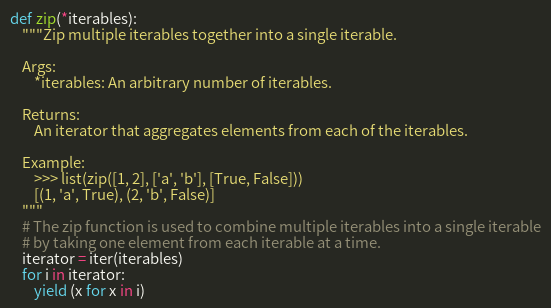 def zip(*iterables):
    """Zip multiple iterables together into a single iterable.

    Args:
        *iterables: An arbitrary number of iterables.

    Returns:
        An iterator that aggregates elements from each of the iterables.

    Example:
        >>> list(zip([1, 2], ['a', 'b'], [True, False]))
        [(1, 'a', True), (2, 'b', False)]
    """
    # The zip function is used to combine multiple iterables into a single iterable
    # by taking one element from each iterable at a time.
    iterator = iter(iterables)
    for i in iterator:
        yield (x for x in i)